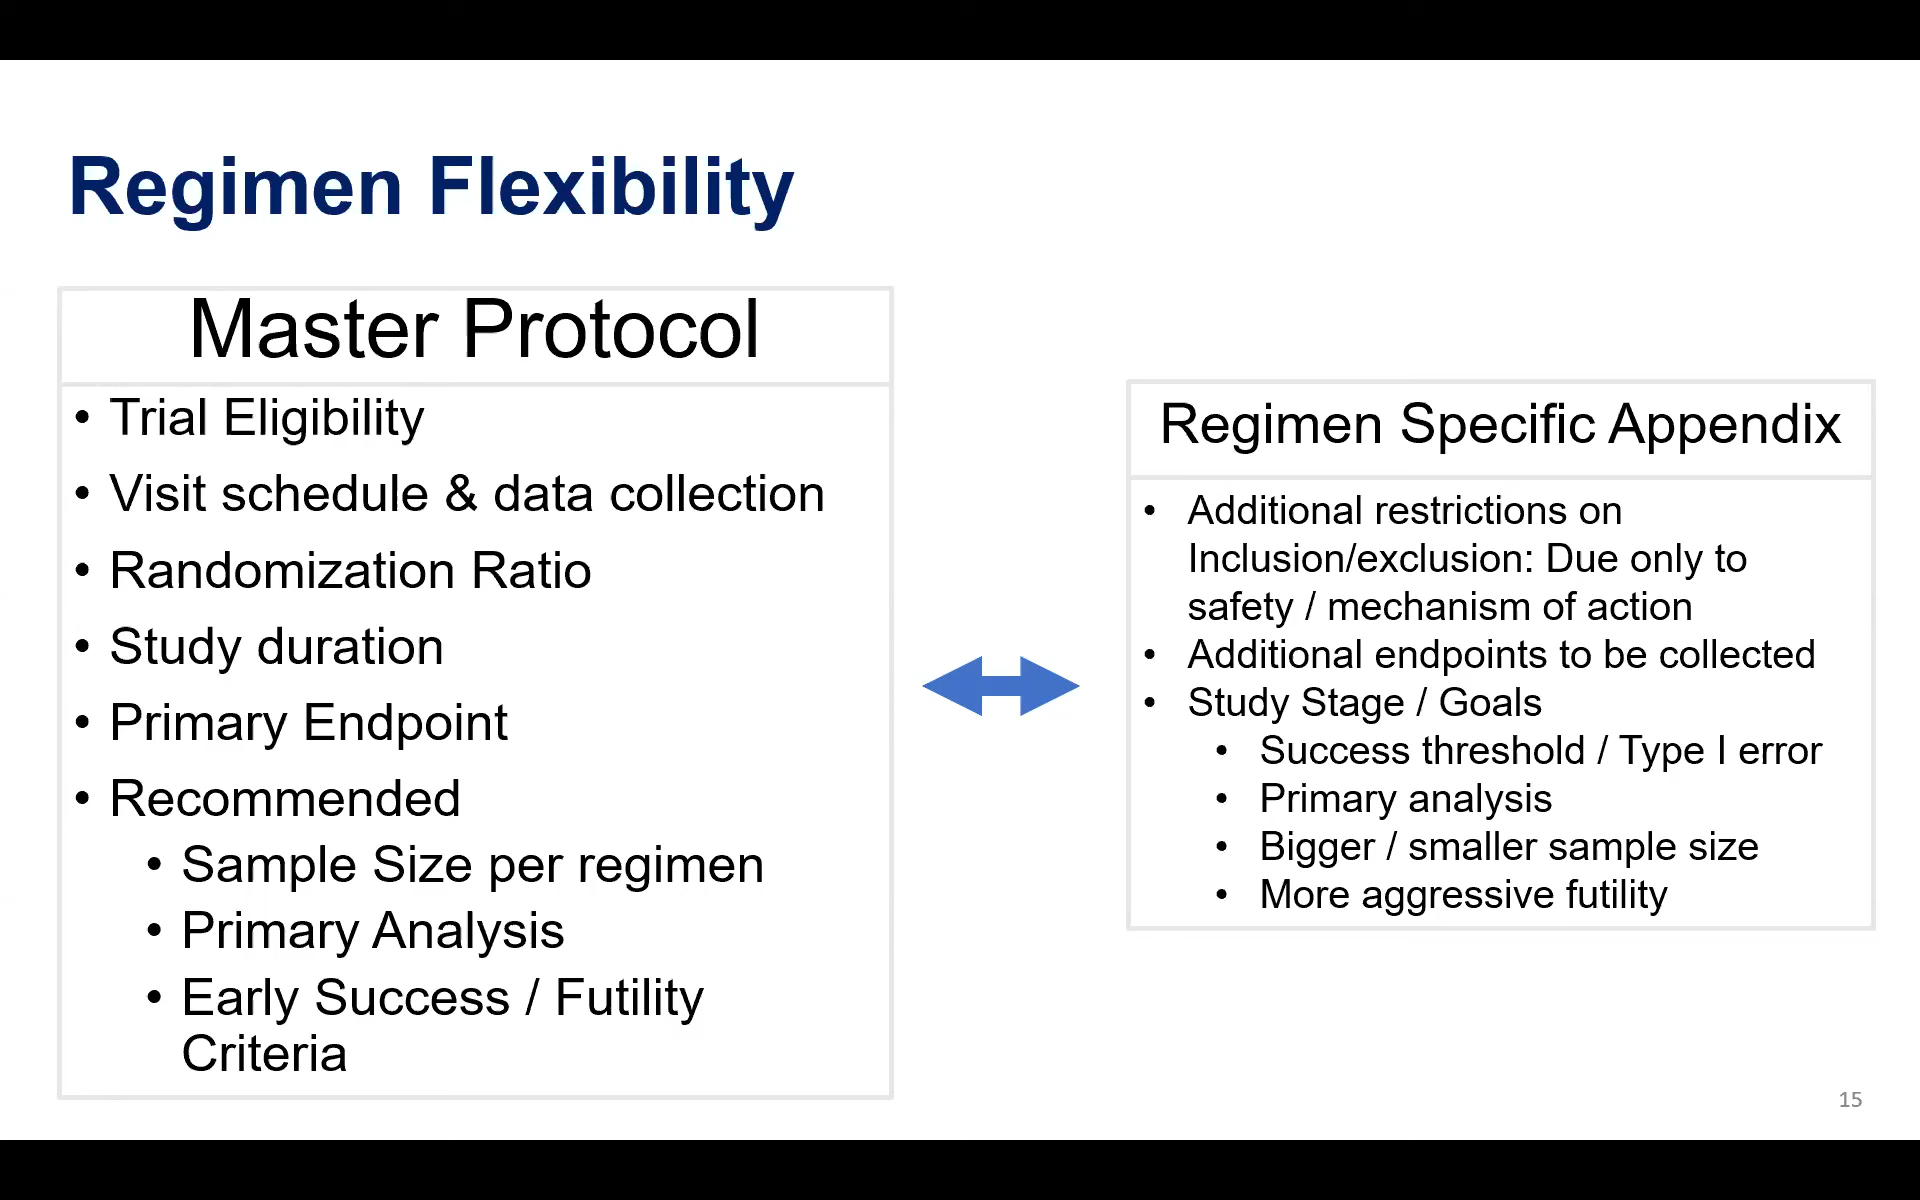 Regimen Flexibility
Master Protocol
• Trial Eligibility
• Visit schedule & data collection
• Randomization Ratio
• Study duration
• Primary Endpoint
• Recommended
• Sample Size per regimen
• Primary Analysis
• Early Success / Futility
Criteria
Regimen Specific Appendix
• Additional restrictions on
Inclusion/exclusion: Due only to
safety / mechanism of action
• Additional endpoints to be collected
• Study Stage / Goals
• Success threshold / Type I error
• Primary analysis
• Bigger / smaller sample size
• More aggressive futility
15